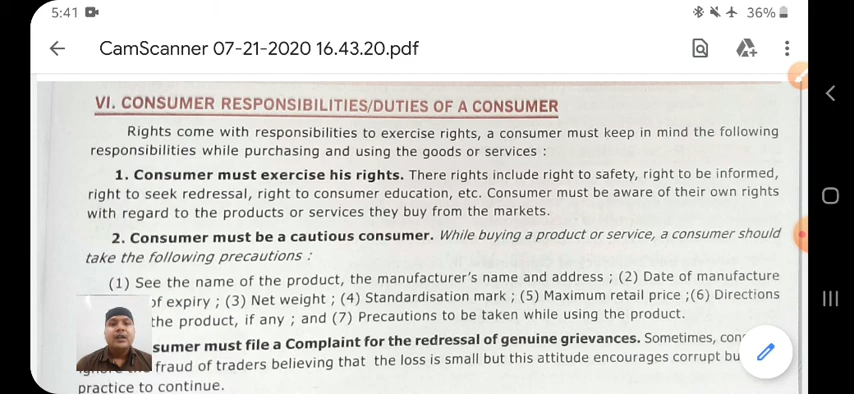 5:41
36%
CamScanner 07-21-2020 16.43.20.pdf
VI. CONSUMER RESPONSIBILITIES/DUTIES OF A CONSUMER
Rights come with responsibilities to exercise rights, a consumer must keep in mind the following
responsibilities while purchasing and using the goods or services :
1. Consumer must exercise his rights. There rights include right to safety, right to be informed,
right to seek redressal, right to consumer education, etc. Consumer must be aware of their own rights
with regard to the products or services they buy from the markets.
2. Consumer must be a cautious consumer. While buying a product or service, a consumer should
take the following precautions :
(1) See the name of the product, the manufacturer's name and address ; (2) Date of manufacture
of expiry ; (3) Net weight ; (4) Standardisation mark ; (5) Maximum retail price ;(6) Directions
the product, if any ; and (7) Precautions to be taken while using the product.
sumer must file a Complaint for the redressal of genuine grievances. Sometimes,
fraud of traders believing that the loss is small but this attitude encourages corrupt
practice to continue.